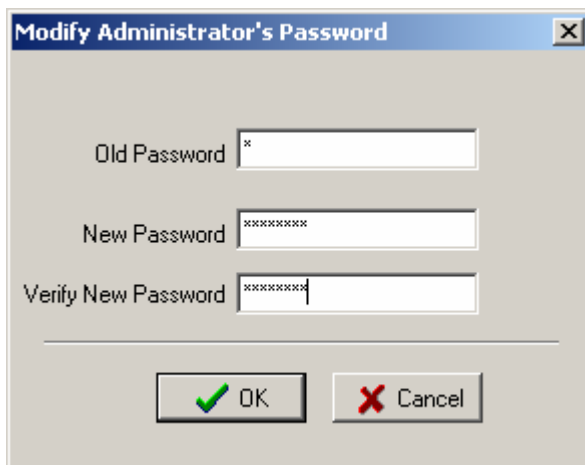 Modify Administrator's Password
Old Password *
New Password ********
Verify New Password ********
OK Cancel